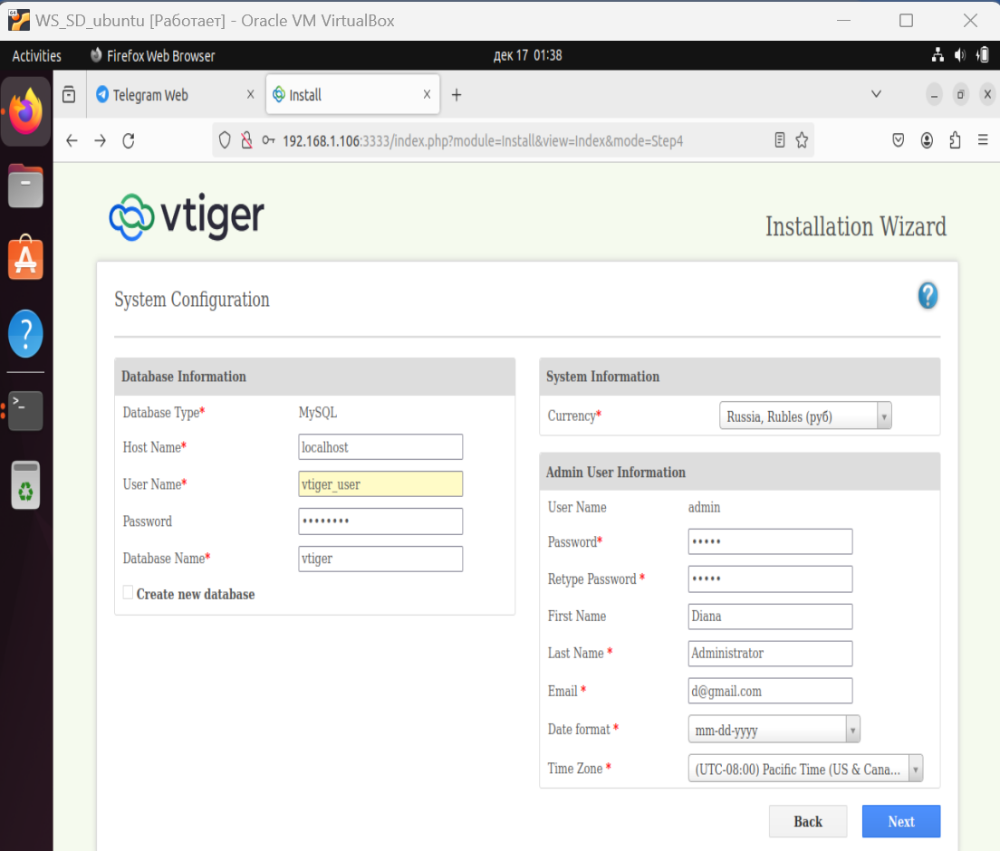 WS_SD_ubuntu [Работает] - Oracle VM VirtualBox
Activities Firefox Web Browser дек 17 01:38
Telegram Web Install
192.168.1.106:3333/index.php?module=Install&view=Index&mode=Step4
vtiger
Installation Wizard
System Configuration
Database Information
Database Type* MySQL
Host Name* localhost
User Name* vtiger_user
Password ••••••••
Database Name* vtiger
Create new database
System Information
Currency* Russia, Rubles (руб)
Admin User Information
User Name admin
Password* •••••
Retype Password * •••••
First Name Diana
Last Name * Administrator
Email * d@gmail.com
Date format * mm-dd-yyyy
Time Zone * (UTC-08:00) Pacific Time (US & Cana...
Back Next